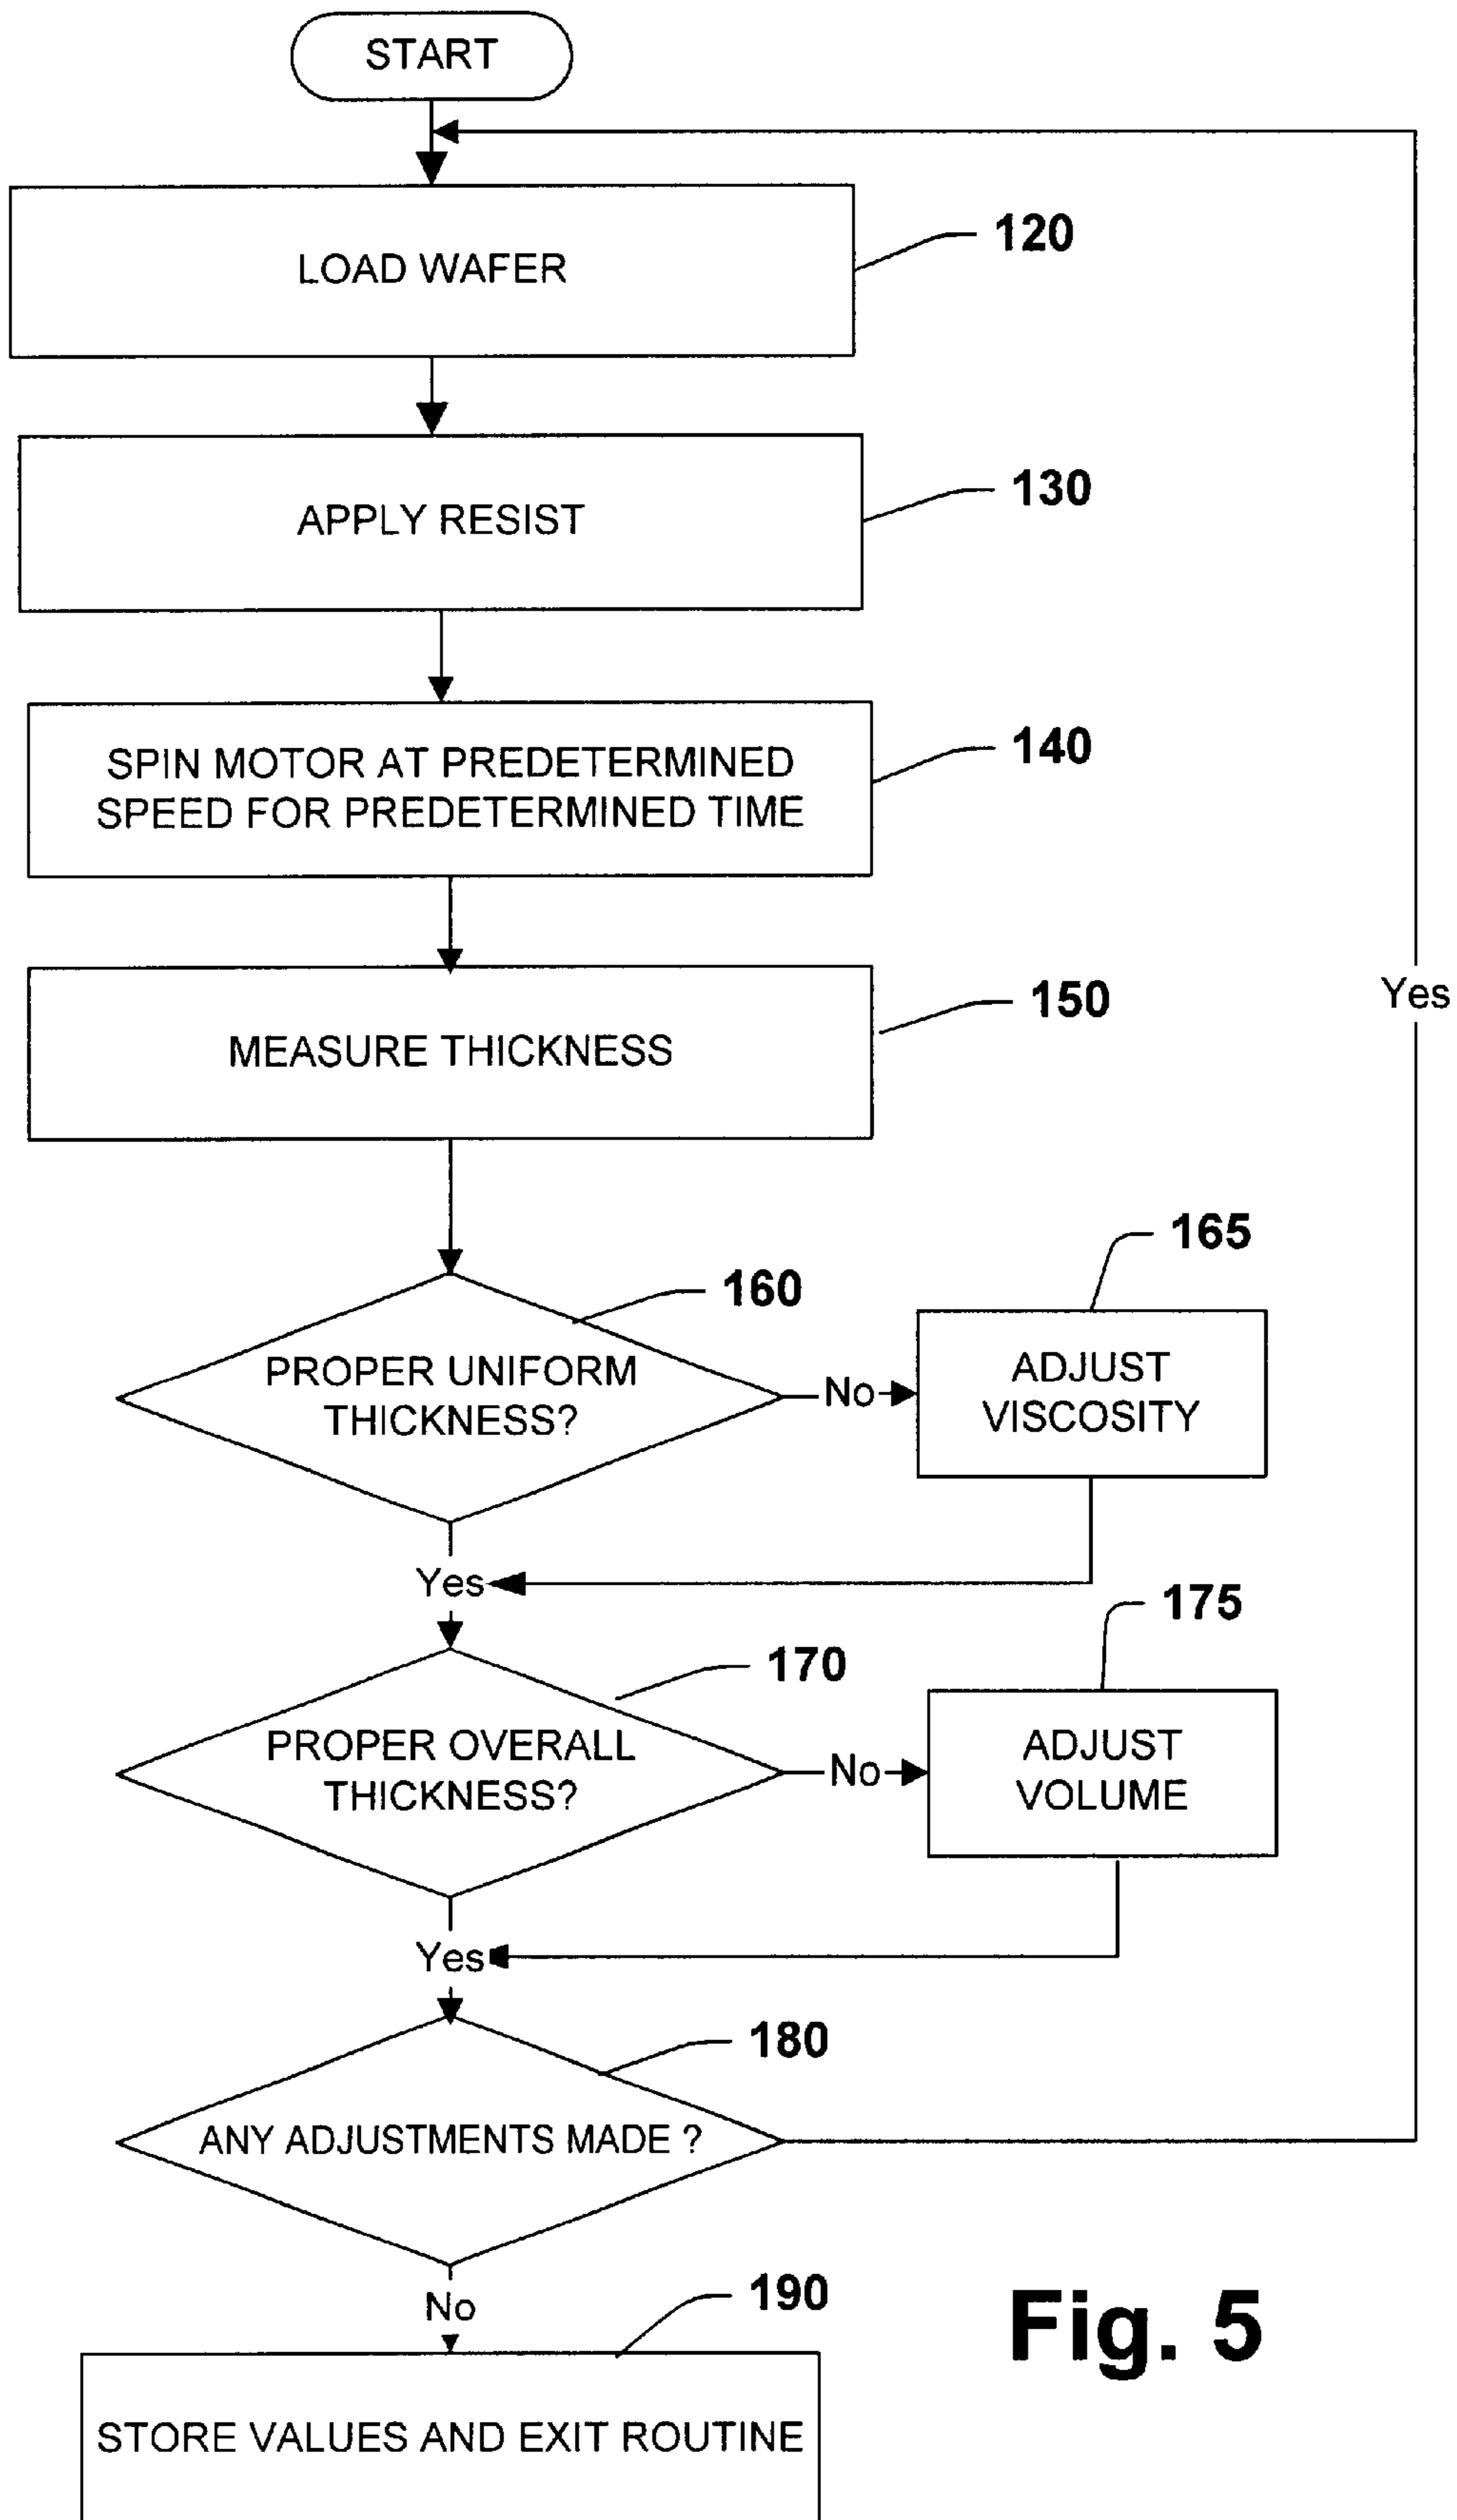 START
120
LOAD WAFER
130
APPLY RESIST
140
SPIN MOTOR AT PREDETERMINED
SPEED FOR PREDETERMINED TIME
150
Yes
MEASURE THICKNESS
165
160
PROPER UNIFORM
THICKNESS?
No
ADJUST
VISCOSITY
Yes
175
170
PROPER OVERALL
THICKNESS?
No
ADJUST
VOLUME
Yes
180
ANY ADJUSTMENTS MADE ?
No
190
Fig. 5
STORE VALUES AND EXIT ROUTINE